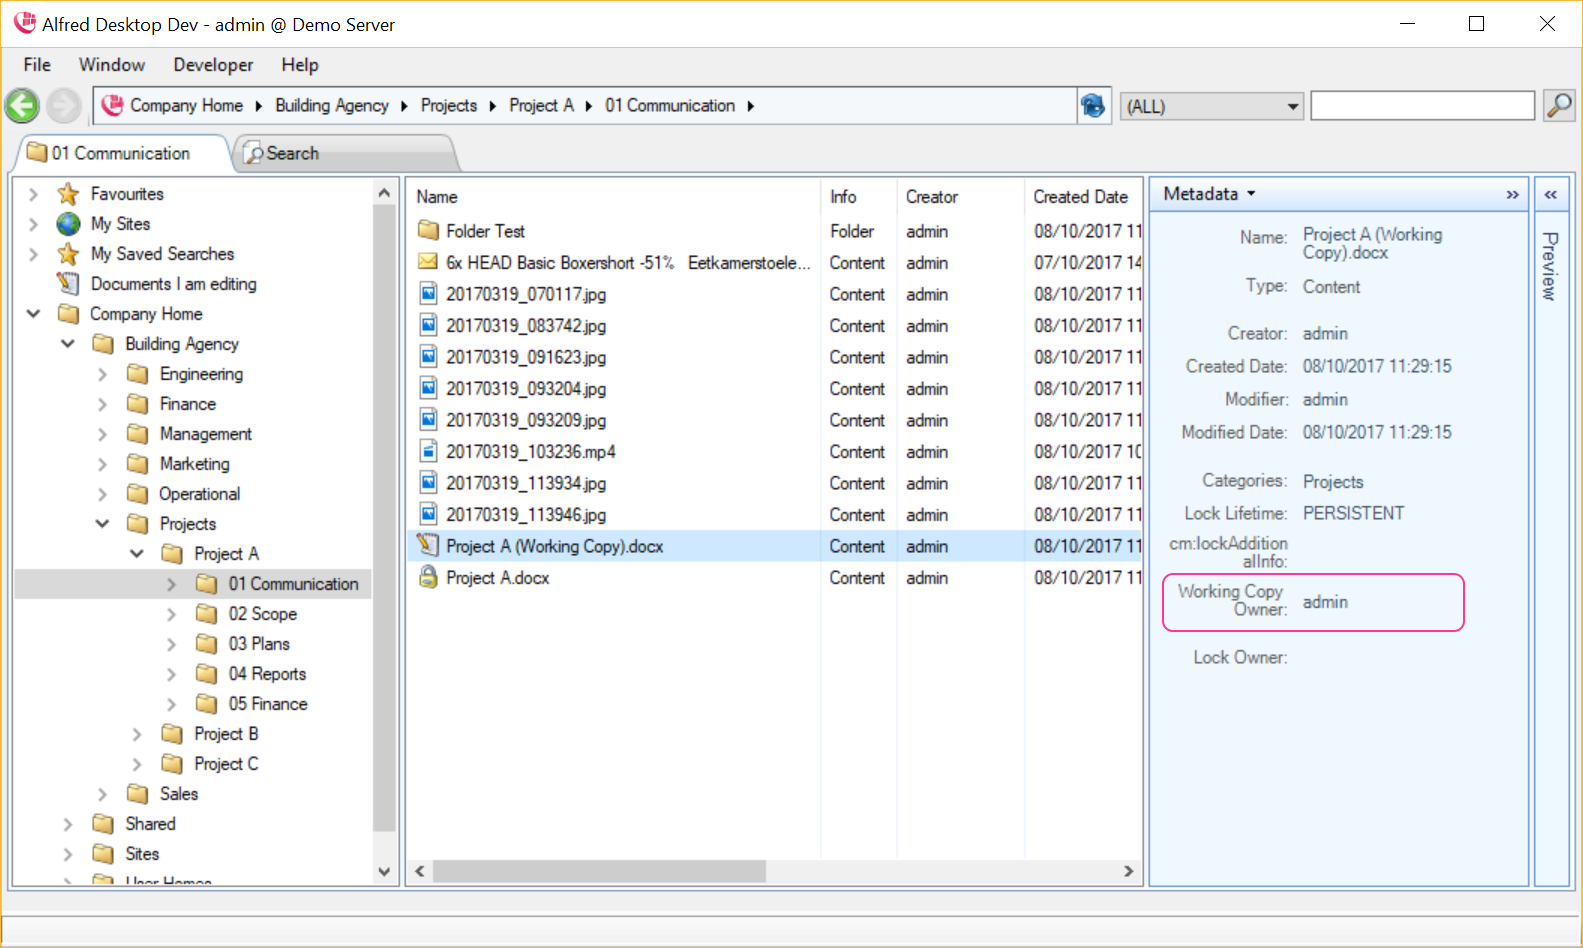 Alfred Desktop Dev - admin @ Demo Server
File Window Developer Help
Company Home Building Agency Projects Project A 01 Communication (ALL)
01 Communication Search
Favourites
My Sites
My Saved Searches
Documents I am editing
Company Home
Building Agency
Engineering
Finance
Management
Marketing
Operational
Projects
Project A
01 Communication
02 Scope
03 Plans
04 Reports
05 Finance
Project B
Project C
Sales
Shared
Sites
User Homes
Name Info Creator Created Date
Folder Test Folder admin 08/10/2017 11
6x HEAD Basic Boxershort -51% Eetkamerstoele... Content admin 07/10/2017 14
20170319_070117.jpg Content admin 08/10/2017 11
20170319_083742.jpg Content admin 08/10/2017 11
20170319_091623.jpg Content admin 08/10/2017 11
20170319_093204.jpg Content admin 08/10/2017 11
20170319_093209.jpg Content admin 08/10/2017 11
20170319_103236.mp4 Content admin 08/10/2017 10
20170319_113934.jpg Content admin 08/10/2017 11
20170319_113946.jpg Content admin 08/10/2017 11
Project A (Working Copy).docx Content admin 08/10/2017 11
Project A.docx Content admin 08/10/2017 11
Metadata
Name: Project A (Working
Copy).docx
Type: Content
Creator: admin
Created Date: 08/10/2017 11:29:15
Modifier: admin
Modified Date: 08/10/2017 11:29:15
Categories: Projects
Lock Lifetime: PERSISTENT
cm:lockAddition
alInfo:
Working Copy
Owner: admin
Lock Owner:
Preview